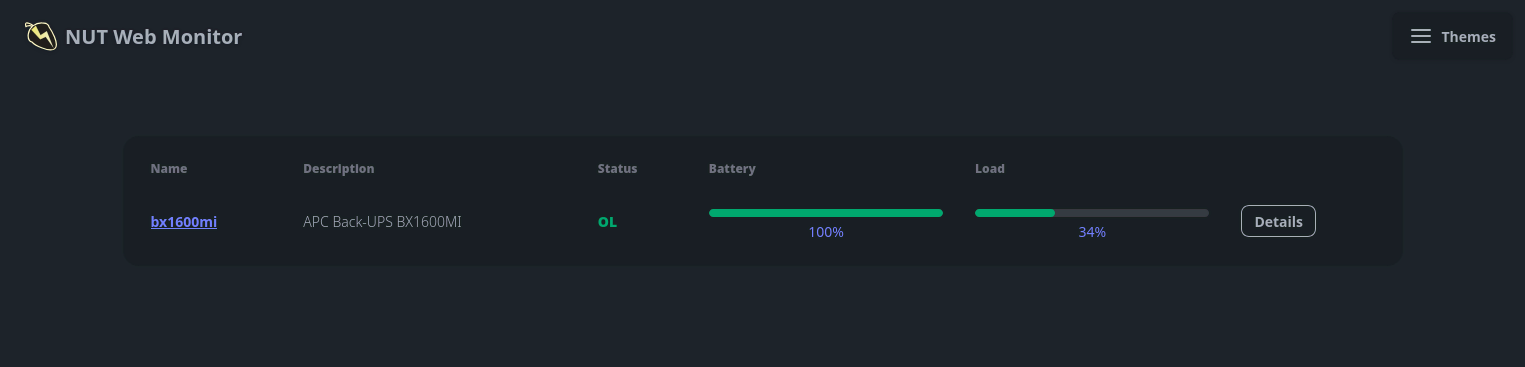 NUT Web Monitor
Themes
Name Description Status Battery Load
bx1600mi APC Back-UPS BX1600MI OL 100% 34% Details